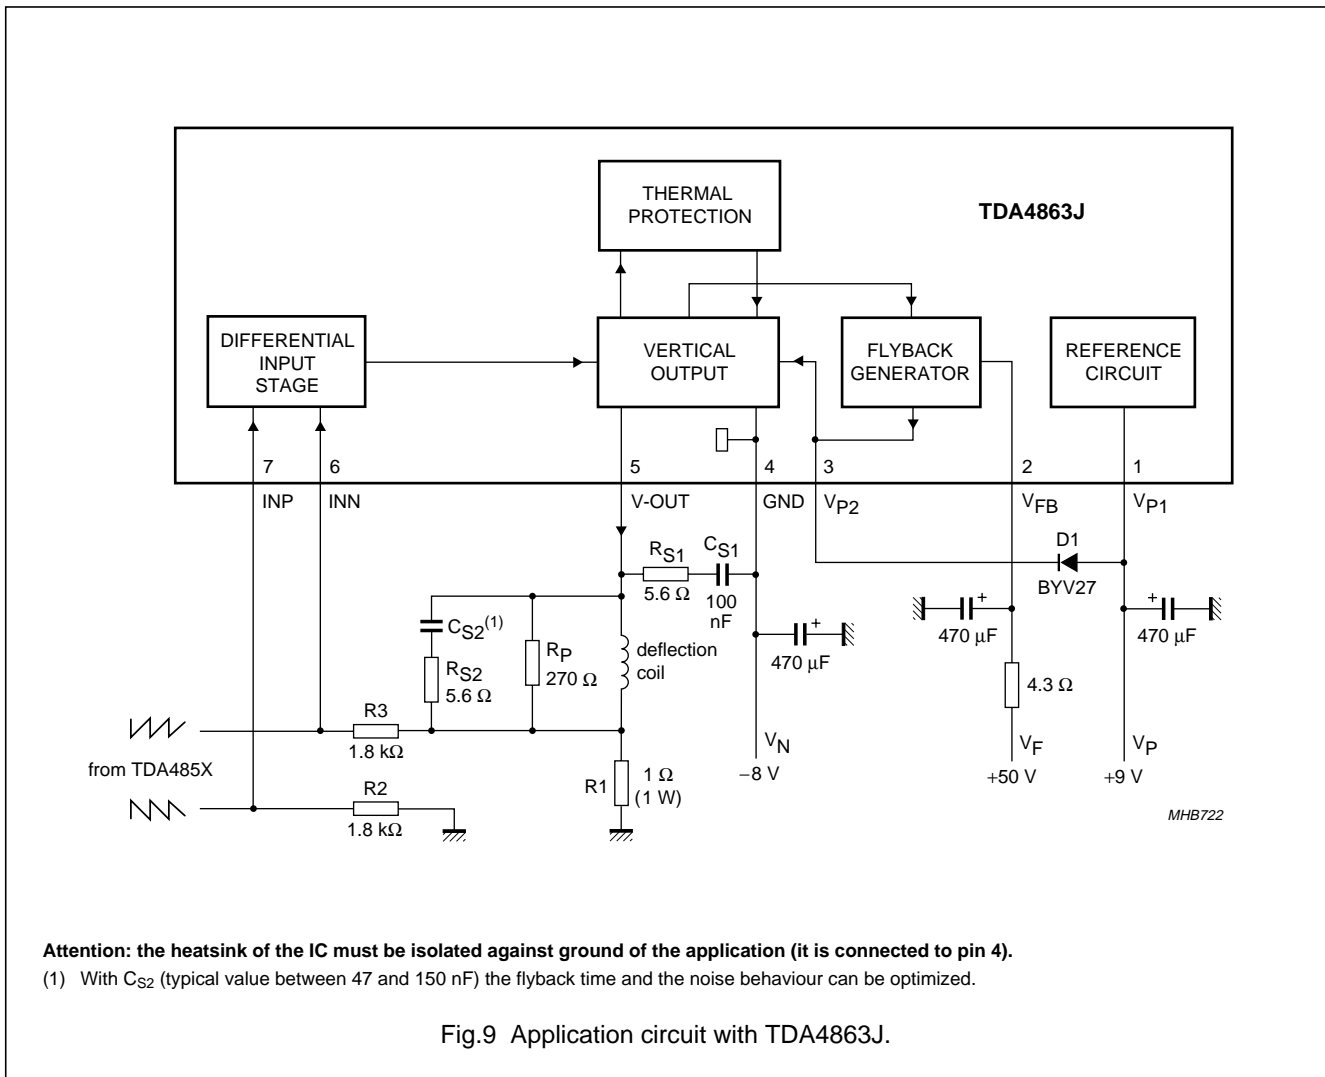 THERMAL
PROTECTION
TDA4863J
DIFFERENTIAL
INPUT
STAGE
VERTICAL
OUTPUT
FLYBACK
GENERATOR
REFERENCE
CIRCUIT
7 6 5 4 3 2 1
INP INN V-OUT GND VP2 VFB VP1
RS1
5.6 Ω
CS1
100
nF
D1
BYV27
CS2(1)
RS2
5.6 Ω
RP
270 Ω
deflection
coil
+
470 µF
+
470 µF
+
470 µF
4.3 Ω
R3
1.8 kΩ
from TDA485X
R2
1.8 kΩ
R1
1 Ω
(1 W)
VN
−8 V
VF
+50 V
VP
+9 V
MHB722
Attention: the heatsink of the IC must be isolated against ground of the application (it is connected to pin 4).
(1) With CS2 (typical value between 47 and 150 nF) the flyback time and the noise behaviour can be optimized.
Fig.9 Application circuit with TDA4863J.